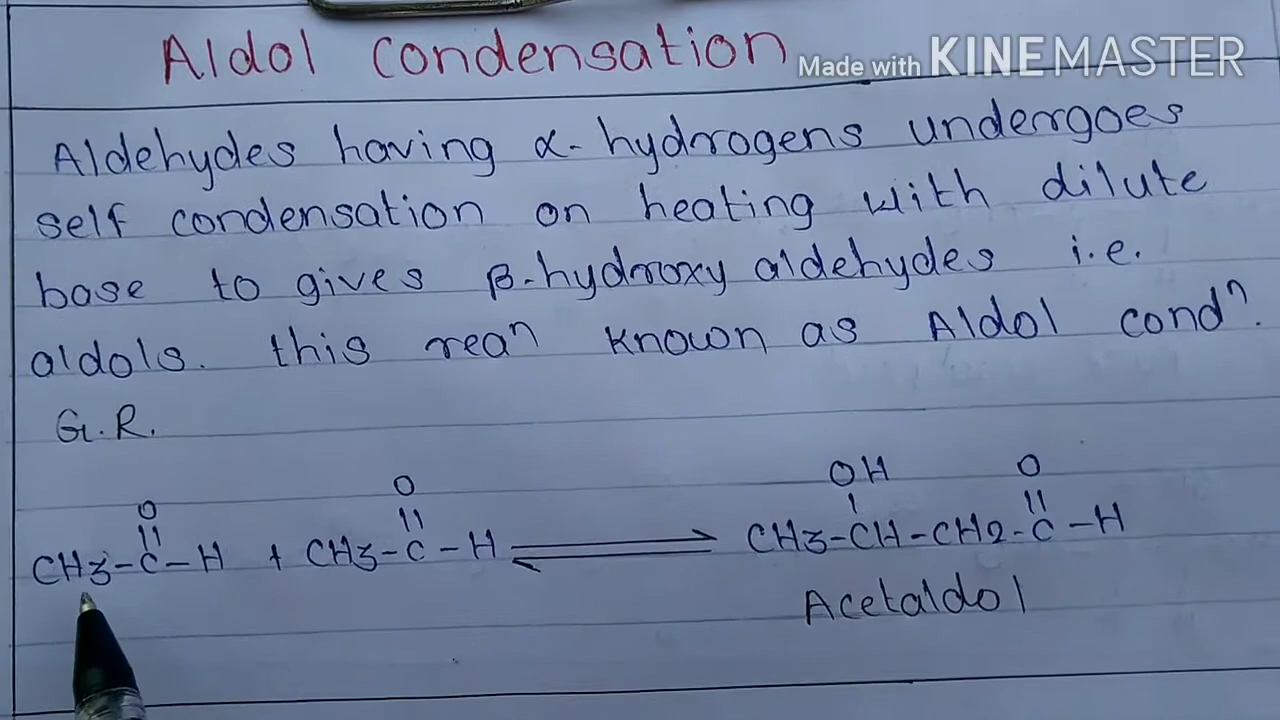 Aldol Condensation
Made with KINEMASTER
Aldehydes having α-hydrogens undergoes
self condensation on heating with dilute
base to gives β-hydroxy aldehydes i.e.
aldols. this reaⁿ known as Aldol condⁿ.
G.R.
O O OH O
|| || | ||
CH3-C-H + CH3-C-H ⇌ CH3-CH-CH2-C-H
Acetaldol